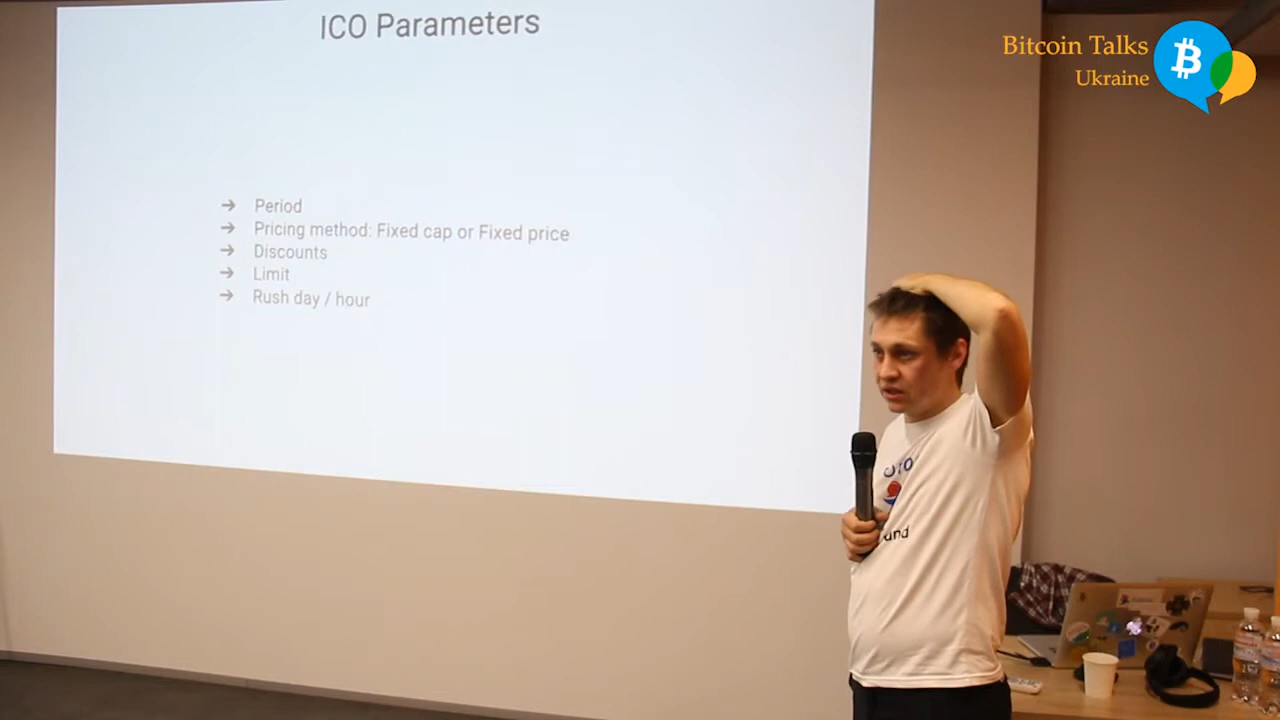 ICO Parameters
Bitcoin Talks
Ukraine
→ Period
→ Pricing method: Fixed cap or Fixed price
→ Discounts
→ Limit
→ Rush day / hour